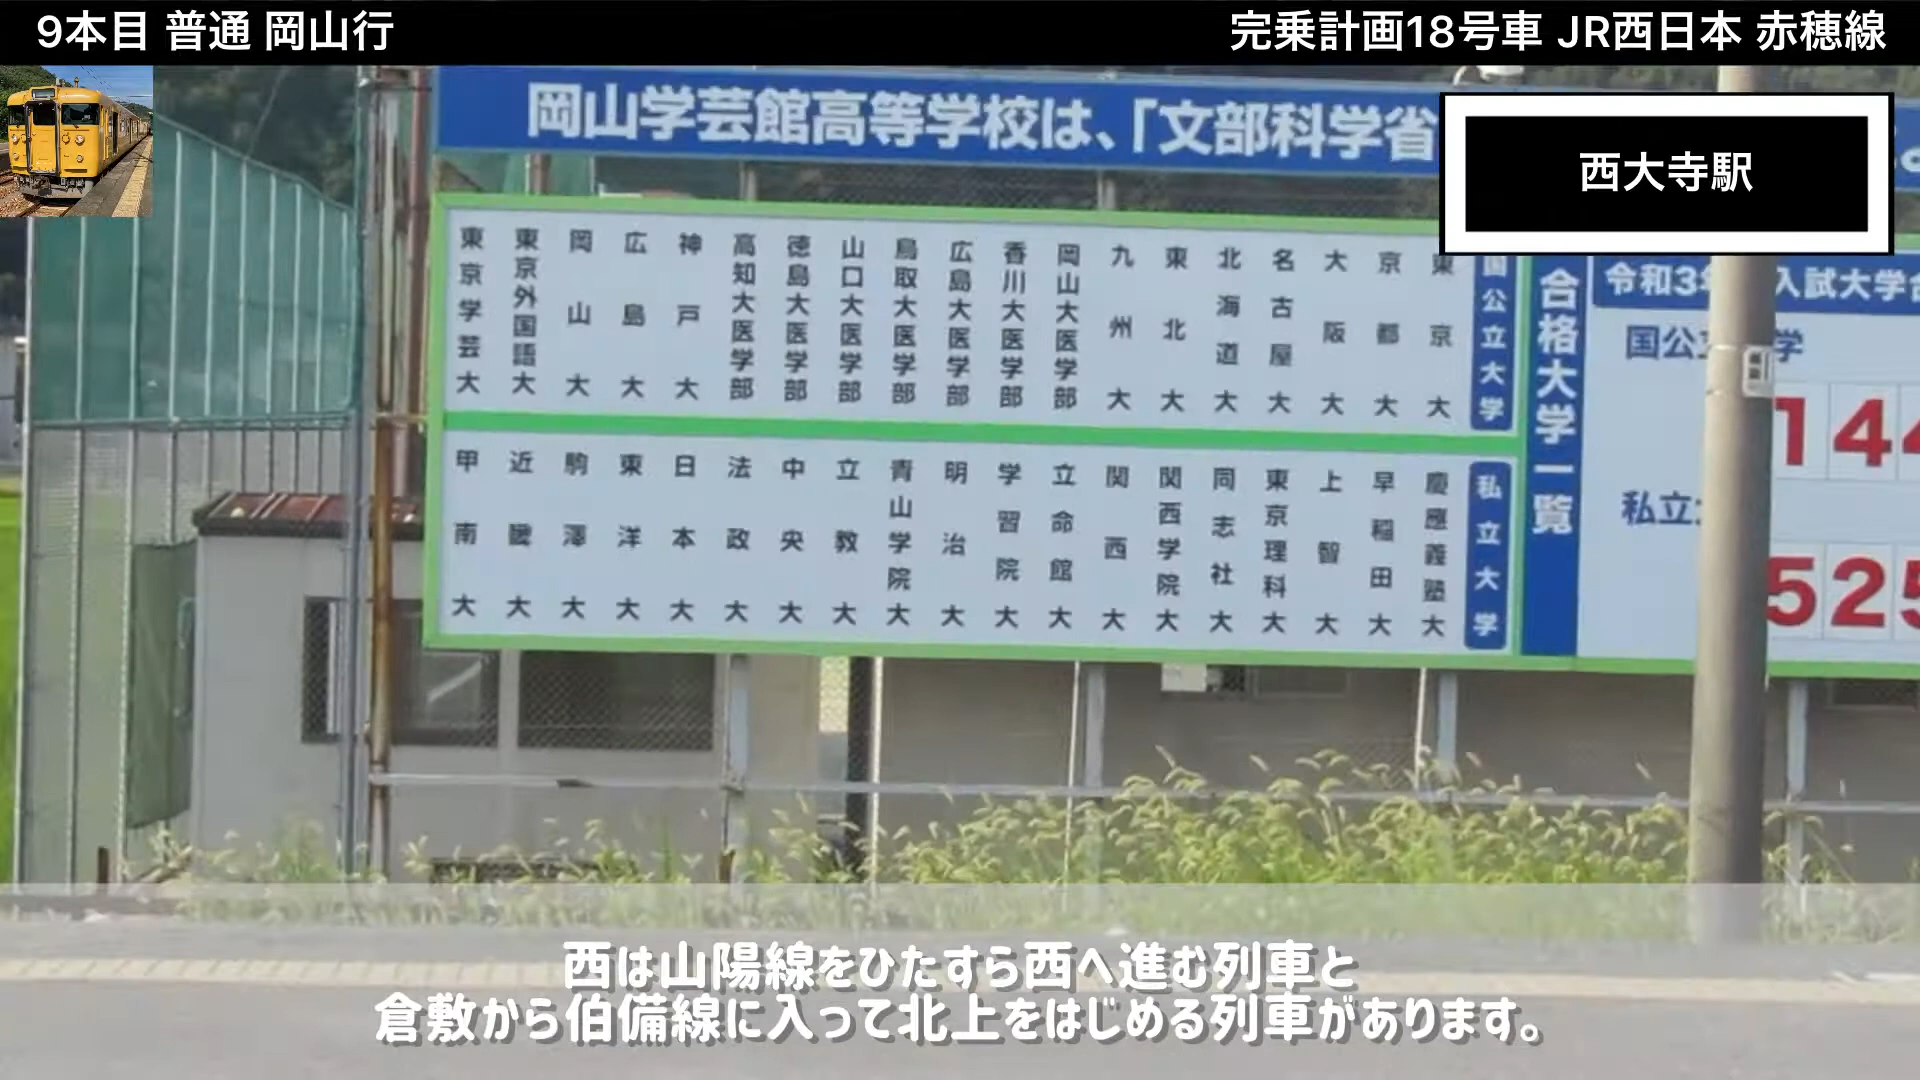 9本目 普通 岡山行
完乗計画18号車 JR西日本 赤穂線
西大寺駅
岡山学芸館高等学校は、「文部科学省
合格大学一覧
国公立大学
東京大
京都大
大阪大
名古屋大
北海道大
東北大
九州大
岡山大医学部
香川大医学部
広島大医学部
鳥取大医学部
山口大医学部
徳島大医学部
高知大医学部
神戸大
広島大
岡山大
東京外国語大
東京学芸大
私立大学
慶應義塾大
早稲田大
上智大
東京理科大
同志社大
関西学院大
関西大
立命館大
学習院大
明治大
青山学院大
立教大
中央大
法政大
日本大
東洋大
駒澤大
近畿大
甲南大
令和3 入試大学
国公 学
144
私立
525
西は山陽線をひたすら西へ進む列車と
倉敷から伯備線に入って北上をはじめる列車があります。